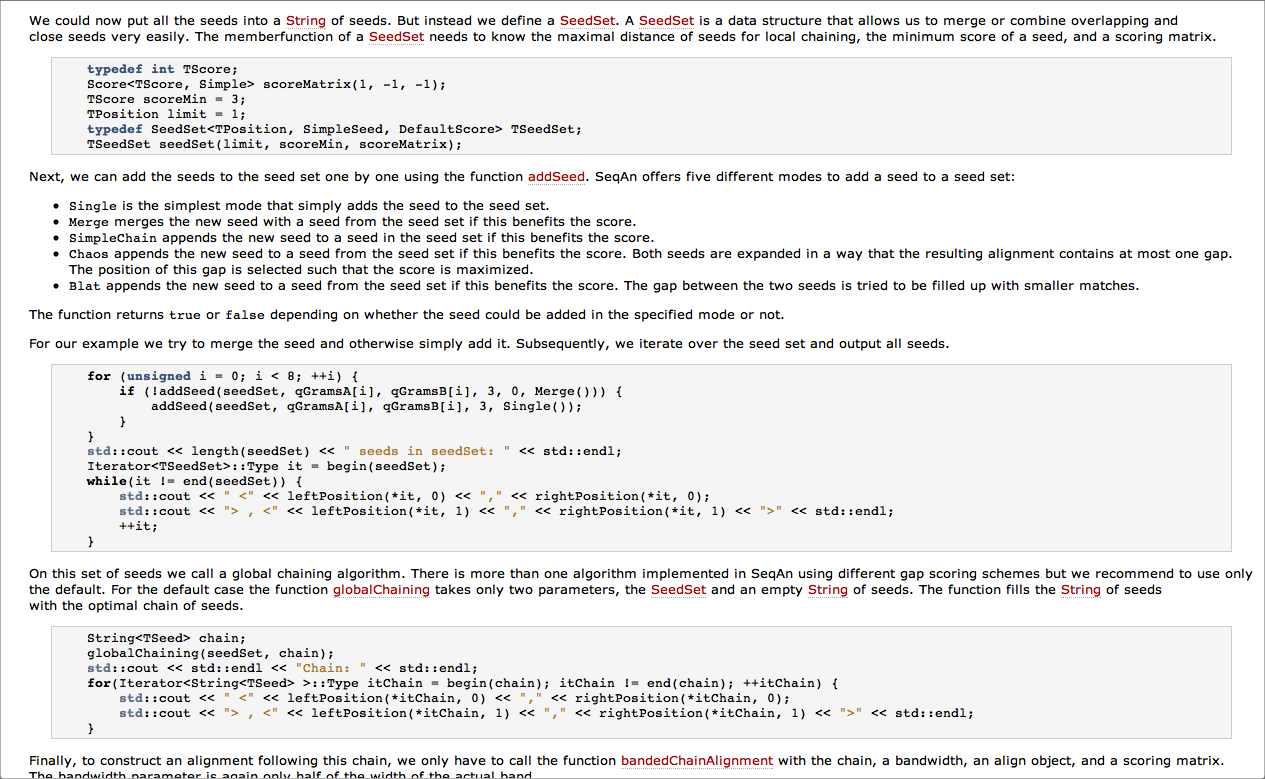 We could now put all the seeds into a String of seeds. But instead we define a SeedSet. A SeedSet is a data structure that allows us to merge or combine overlapping and
close seeds very easily. The memberfunction of a SeedSet needs to know the maximal distance of seeds for local chaining, the minimum score of a seed, and a scoring matrix.
typedef int TScore;
Score<TScore, Simple> scoreMatrix(1, -1, -1);
TScore scoreMin = 3;
TPosition limit = 1;
typedef SeedSet<TPosition, SimpleSeed, DefaultScore> TSeedSet;
TSeedSet seedSet(limit, scoreMin, scoreMatrix);
Next, we can add the seeds to the seed set one by one using the function addSeed. SeqAn offers five different modes to add a seed to a seed set:
• Single is the simplest mode that simply adds the seed to the seed set.
• Merge merges the new seed with a seed from the seed set if this benefits the score.
• SimpleChain appends the new seed to a seed in the seed set if this benefits the score.
• Chaos appends the new seed to a seed from the seed set if this benefits the score. Both seeds are expanded in a way that the resulting alignment contains at most one gap.
The position of this gap is selected such that the score is maximized.
• Blat appends the new seed to a seed from the seed set if this benefits the score. The gap between the two seeds is tried to be filled up with smaller matches.
The function returns true or false depending on whether the seed could be added in the specified mode or not.
For our example we try to merge the seed and otherwise simply add it. Subsequently, we iterate over the seed set and output all seeds.
for (unsigned i = 0; i < 8; ++i) {
if (!addSeed(seedSet, qGramsA[i], qGramsB[i], 3, 0, Merge())) {
addSeed(seedSet, qGramsA[i], qGramsB[i], 3, Single());
}
}
std::cout << length(seedSet) << " seeds in seedSet: " << std::endl;
Iterator<TSeedSet>::Type it = begin(seedSet);
while(it != end(seedSet)) {
std::cout << " <" << leftPosition(*it, 0) << "," << rightPosition(*it, 0);
std::cout << "> , <" << leftPosition(*it, 1) << "," << rightPosition(*it, 1) << ">" << std::endl;
++it;
}
On this set of seeds we call a global chaining algorithm. There is more than one algorithm implemented in SeqAn using different gap scoring schemes but we recommend to use only
the default. For the default case the function globalChaining takes only two parameters, the SeedSet and an empty String of seeds. The function fills the String of seeds
with the optimal chain of seeds.
String<TSeed> chain;
globalChaining(seedSet, chain);
std::cout << std::endl << "Chain: " << std::endl;
for(Iterator<String<TSeed> >::Type itChain = begin(chain); itChain != end(chain); ++itChain) {
std::cout << " <" << leftPosition(*itChain, 0) << "," << rightPosition(*itChain, 0);
std::cout << "> , <" << leftPosition(*itChain, 1) << "," << rightPosition(*itChain, 1) << ">" << std::endl;
}
Finally, to construct an alignment following this chain, we only have to call the function bandedChainAlignment with the chain, a bandwidth, an align object, and a scoring matrix.
The bandwidth parameter is again only half of the width of the actual band.